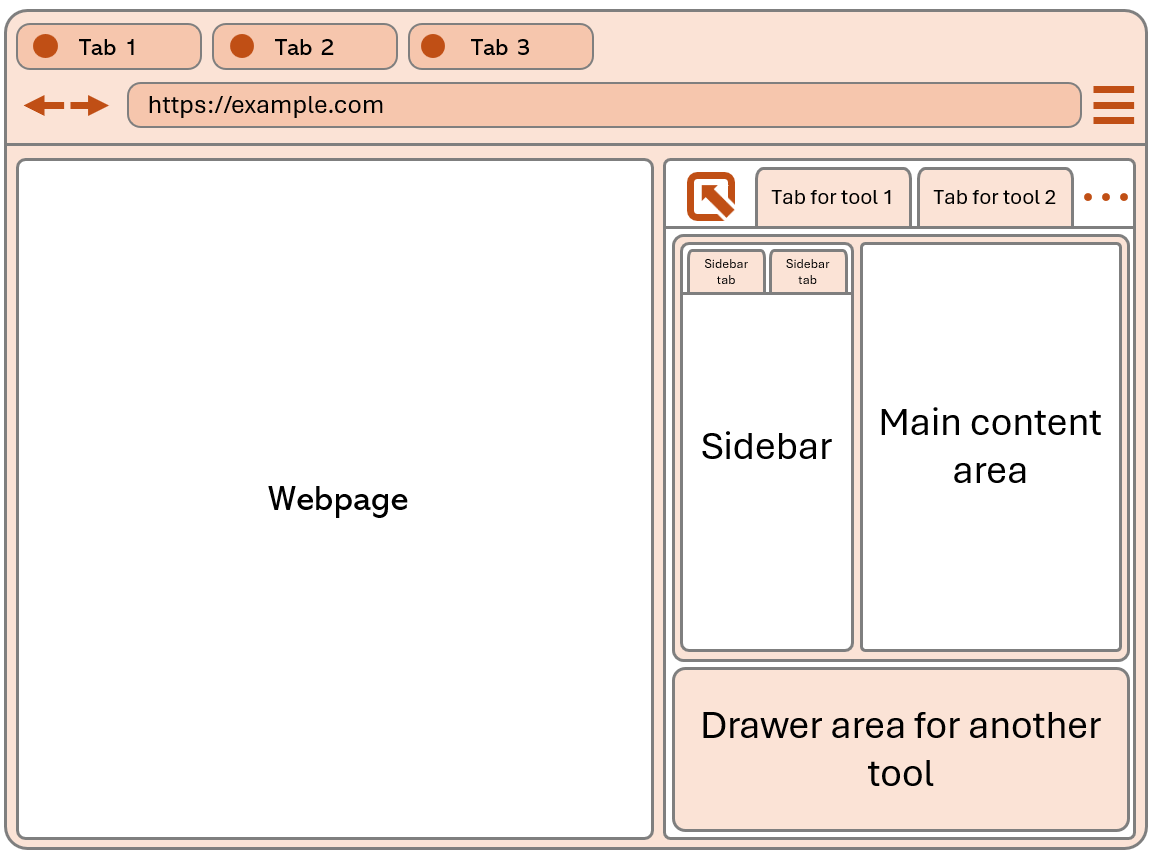 Tab 1
Tab 2
Tab 3
https://example.com
Tab for tool 1
Tab for tool 2
Sidebar
tab
Sidebar
tab
Webpage
Sidebar
Main content
area
Drawer area for another
tool